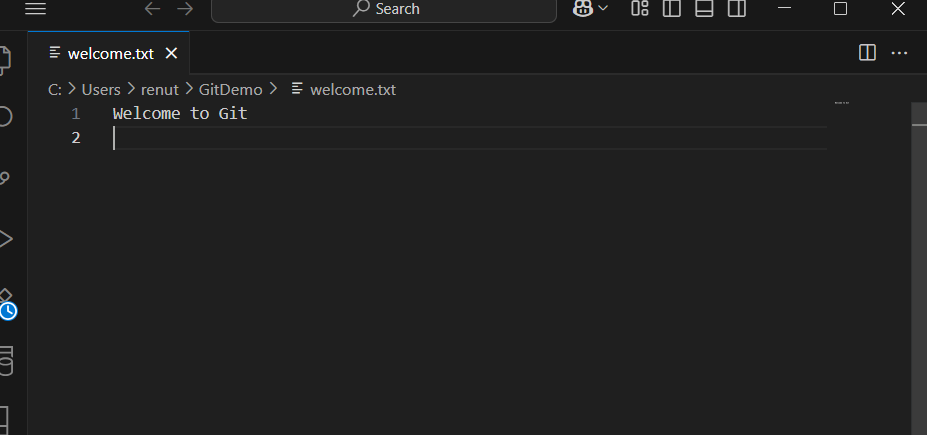 Search
welcome.txt
C: > Users > renut > GitDemo > welcome.txt
1 Welcome to Git
2